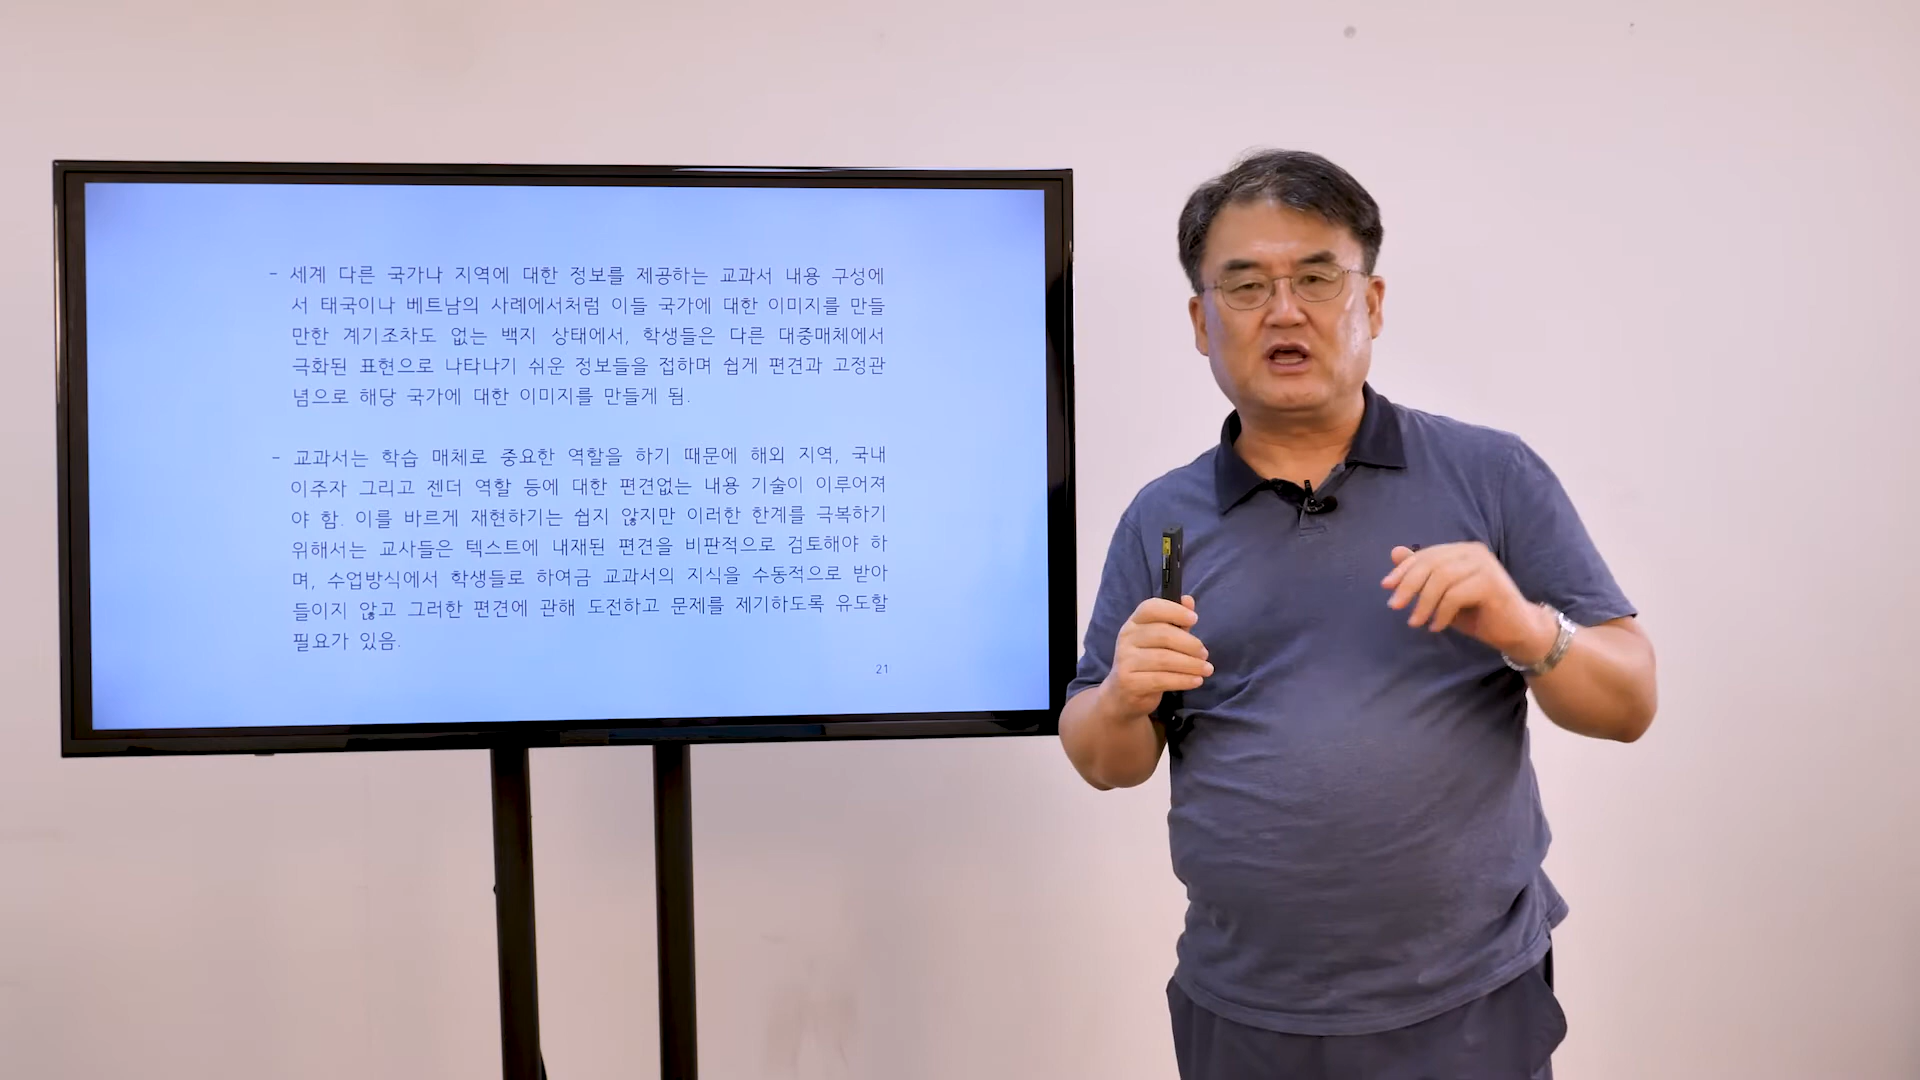 - 세계 다른 국가나 지역에 대한 정보를 제공하는 교과서 내용 구성에
서 태국이나 베트남의 사례에서처럼 이들 국가에 대한 이미지를 만들
만한 계기조차도 없는 백지 상태에서, 학생들은 다른 대중매체에서
극화된 표현으로 나타나기 쉬운 정보들을 접하며 쉽게 편견과 고정관
념으로 해당 국가에 대한 이미지를 만들게 됨.
- 교과서는 학습 매체로 중요한 역할을 하기 때문에 해외 지역, 국내
이주자 그리고 젠더 역할 등에 대한 편견없는 내용 기술이 이루어져
야 함. 이를 바르게 재현하기는 쉽지 않지만 이러한 한계를 극복하기
위해서는 교사들은 텍스트에 내재된 편견을 비판적으로 검토해야 하
며, 수업방식에서 학생들로 하여금 교과서의 지식을 수동적으로 받아
들이지 않고 그러한 편견에 관해 도전하고 문제를 제기하도록 유도할
필요가 있음.
21